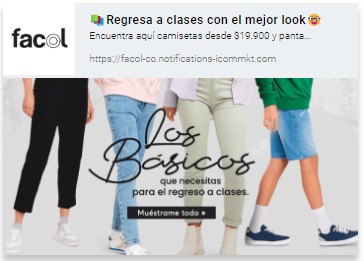 facol
Regresa a clases con el mejor look
Encuentra aquí camisetas desde $19.900 y panta...
https://facol-co.notifications-icommkt.com
Los
Básicos
que necesitas
para el regreso a clases.
Muéstrame todo »